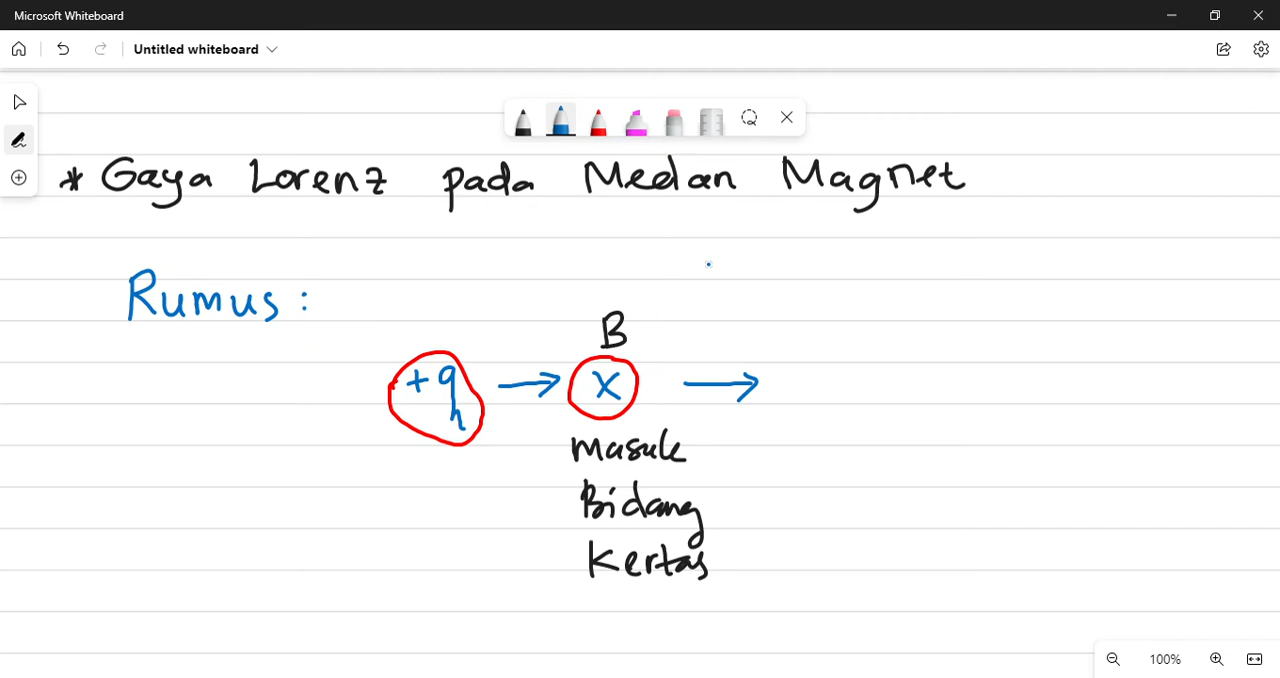 Microsoft Whiteboard
Untitled whiteboard
* Gaya Lorenz pada Medan Magnet
Rumus :
B
+q → x →
Masuk
Bidang
Kertas
100%